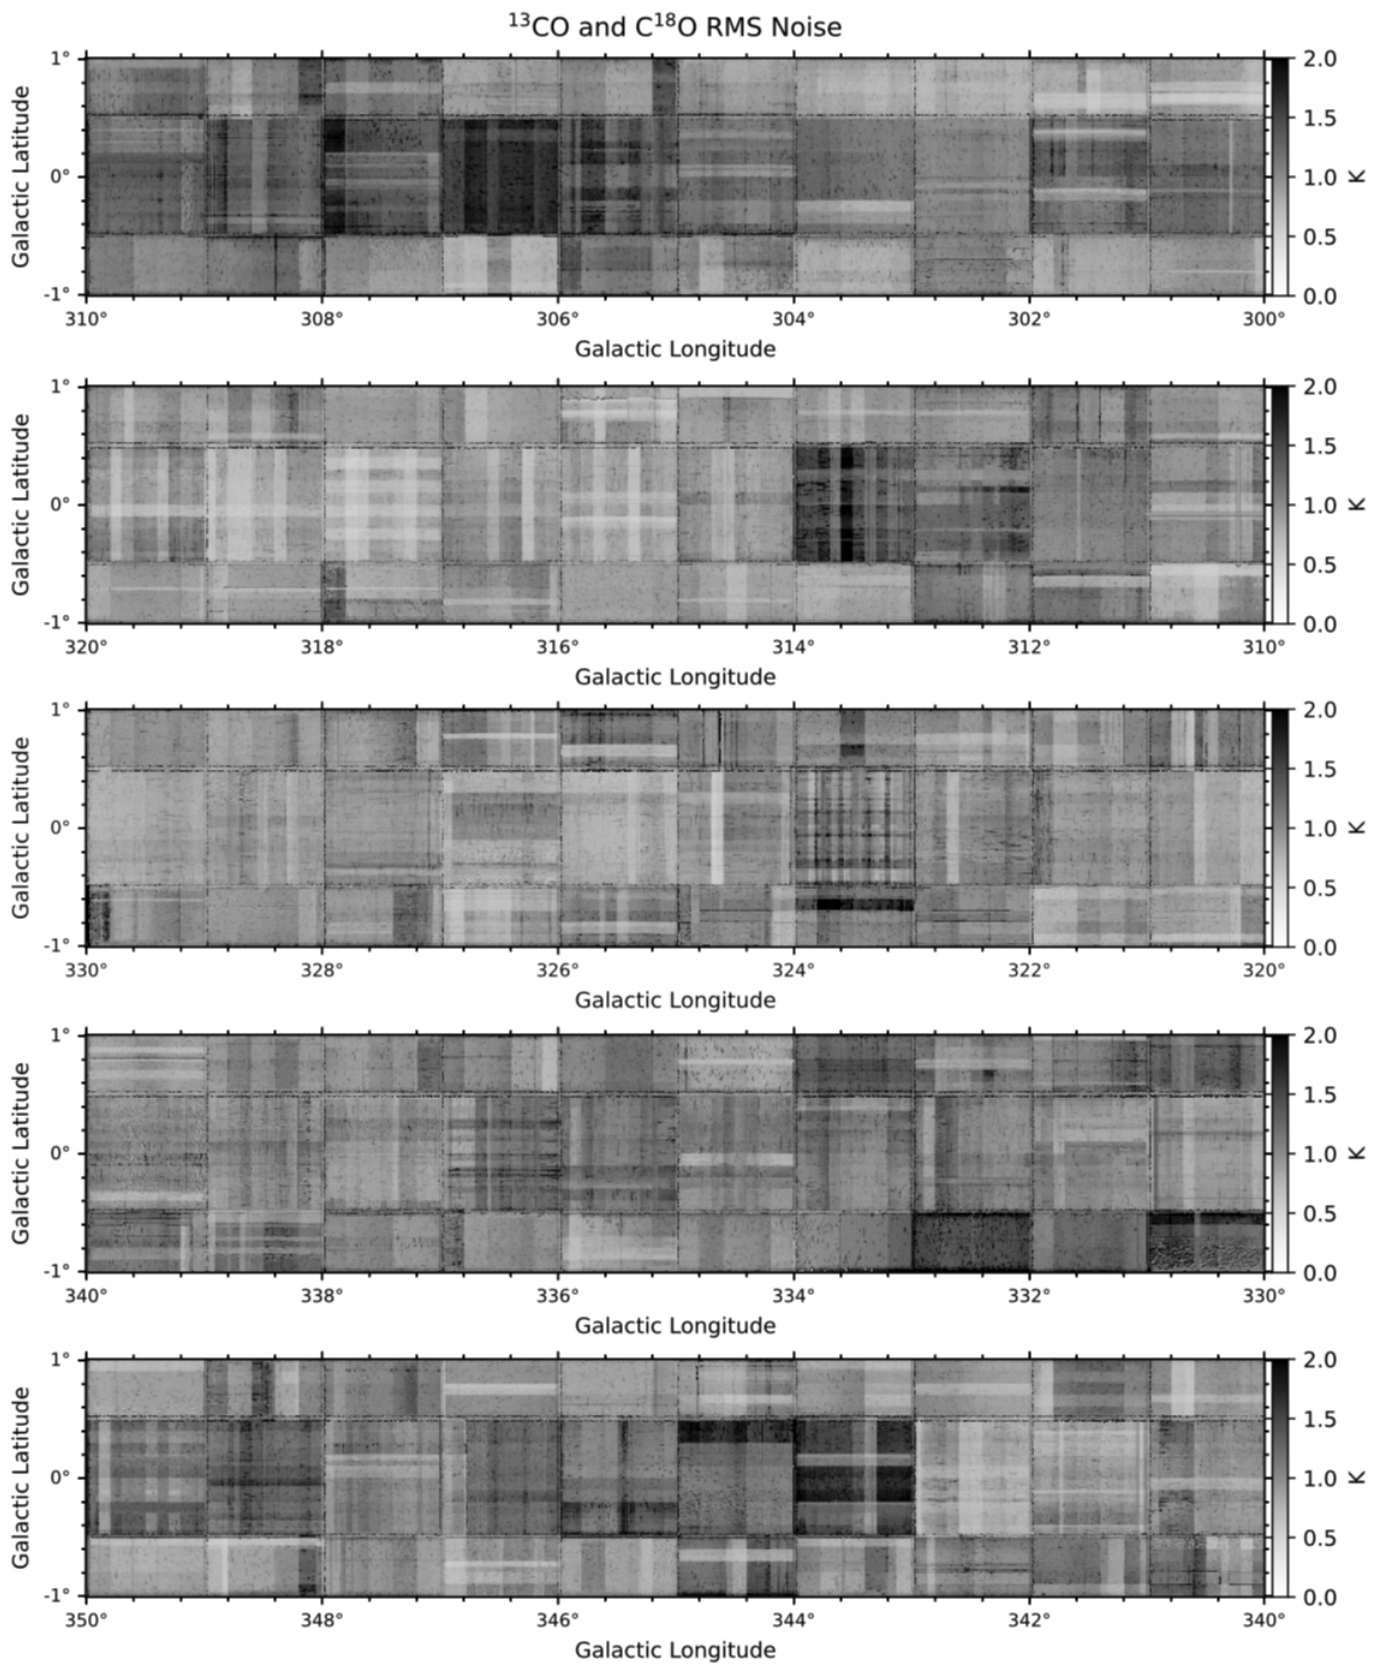 ¹³CO and C¹⁸O RMS Noise
1° 2.0
1.5
Galactic Latitude 0° 1.0 K
0.5
-1° 0.0
310° 308° 306° 304° 302° 300°
Galactic Longitude
1° 2.0
1.5
Galactic Latitude 0° 1.0 K
0.5
-1° 0.0
320° 318° 316° 314° 312° 310°
Galactic Longitude
1° 2.0
1.5
Galactic Latitude 0° 1.0 K
0.5
-1° 0.0
330° 328° 326° 324° 322° 320°
Galactic Longitude
1° 2.0
1.5
Galactic Latitude 0° 1.0 K
0.5
-1° 0.0
340° 338° 336° 334° 332° 330°
Galactic Longitude
1° 2.0
1.5
Galactic Latitude 0° 1.0 K
0.5
-1° 0.0
350° 348° 346° 344° 342° 340°
Galactic Longitude